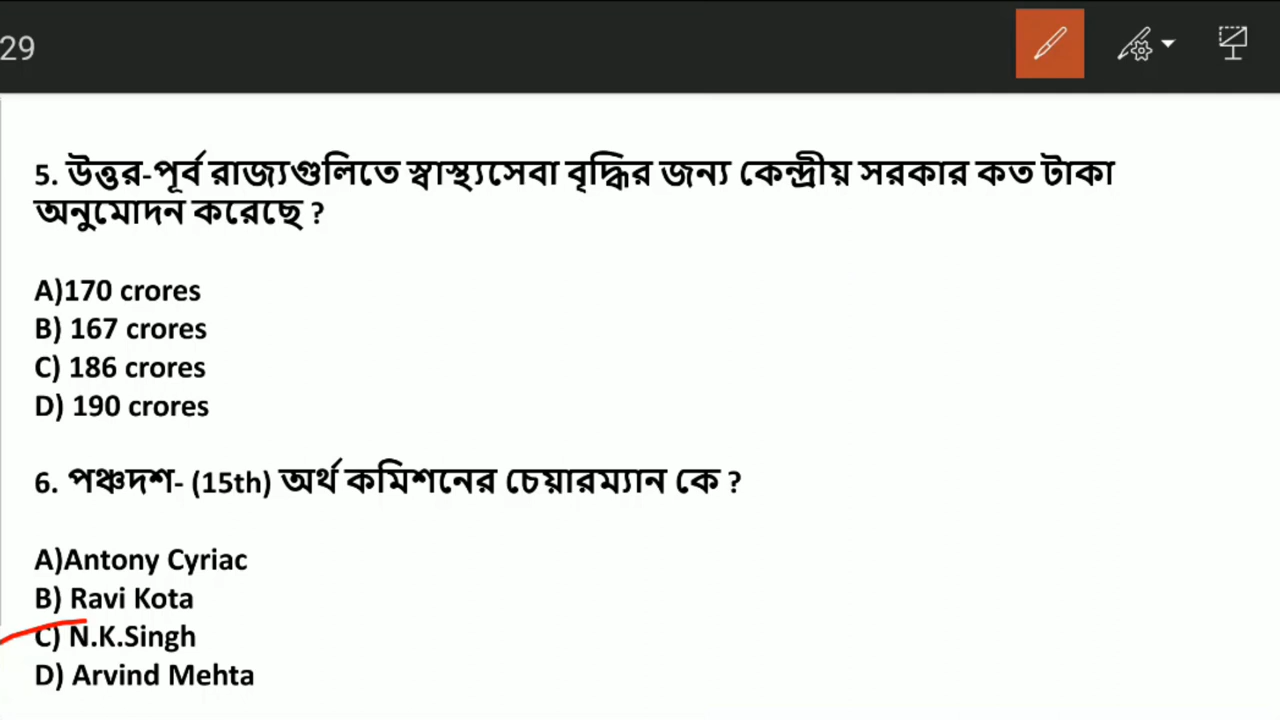 29
5. উত্তর-পূর্ব রাজ্যগুলিতে স্বাস্থ্যসেবা বৃদ্ধির জন্য কেন্দ্রীয় সরকার কত টাকা
অনুমোদন করেছে ?
A)170 crores
B) 167 crores
C) 186 crores
D) 190 crores
6. পঞ্চদশ- (15th) অর্থ কমিশনের চেয়ারম্যান কে ?
A)Antony Cyriac
B) Ravi Kota
C) N.K.Singh
D) Arvind Mehta